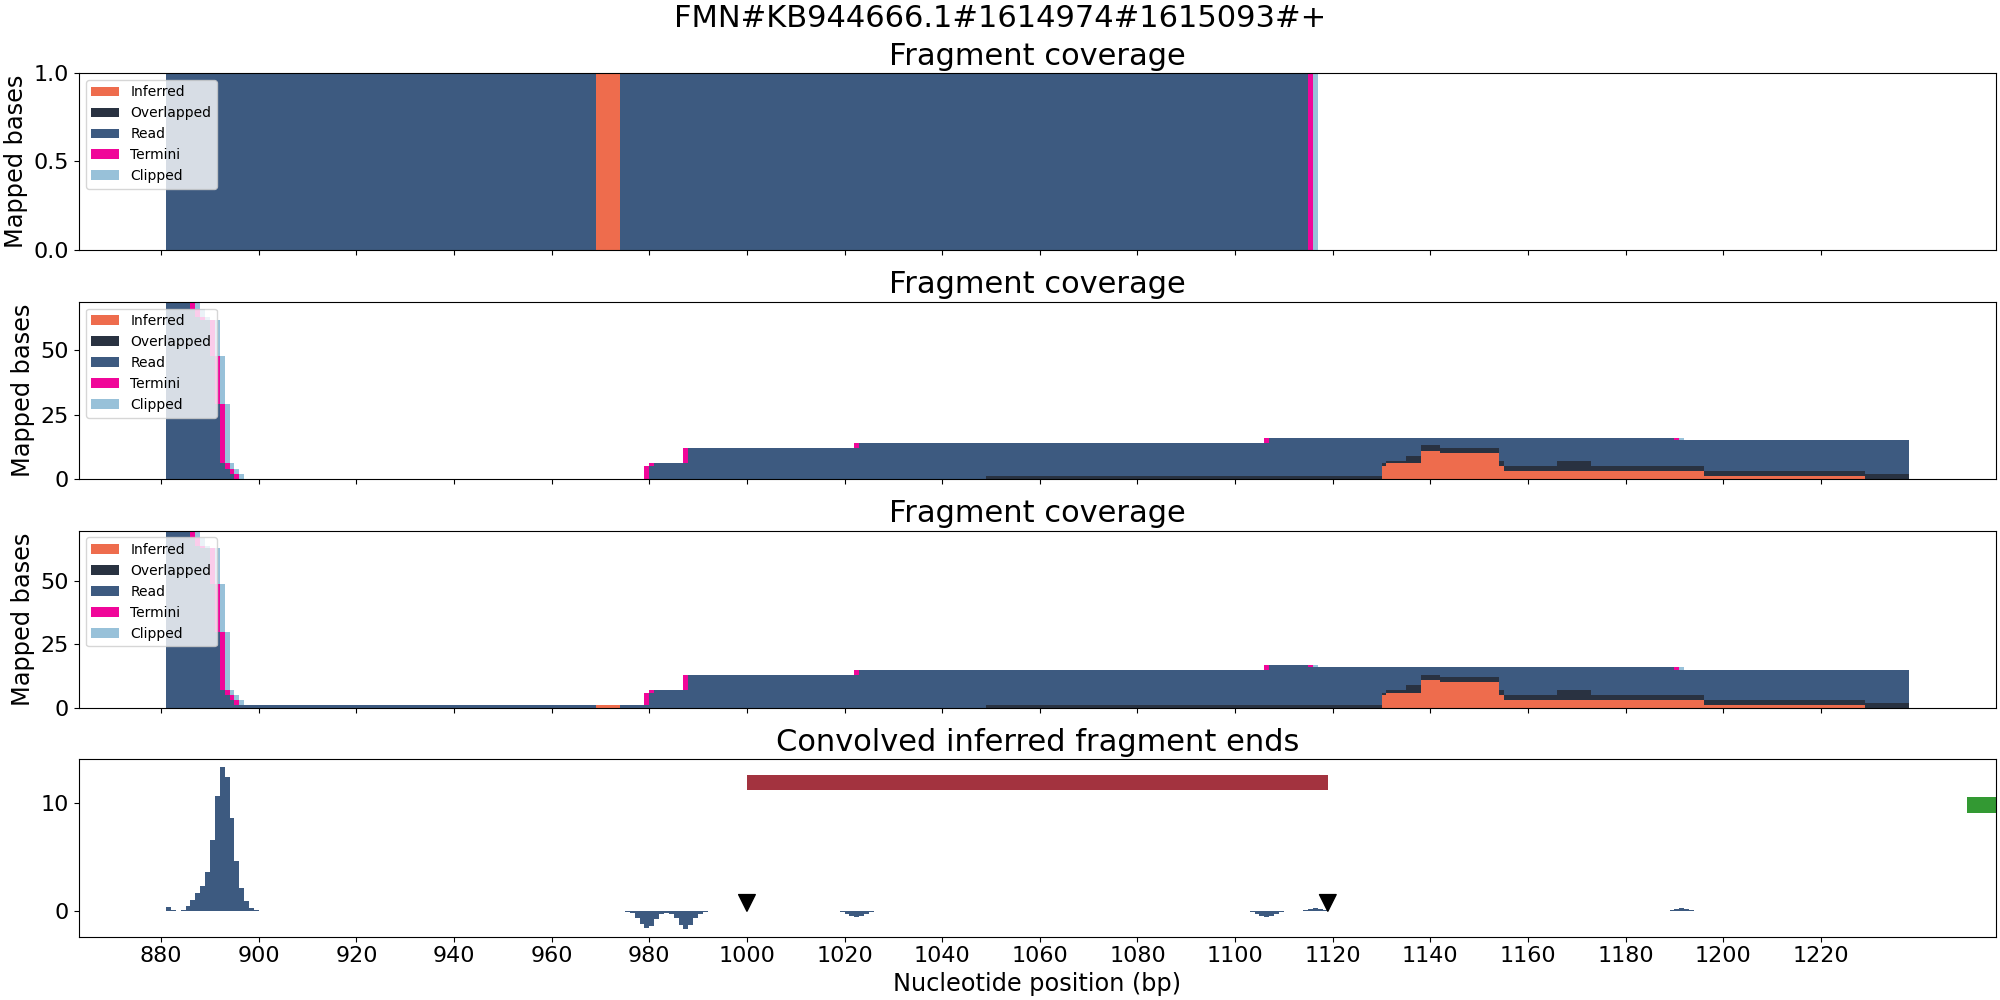 FMN#KB944666.1#1614974#1615093#+
Fragment coverage
Mapped bases
1.0
0.5
0.0
Inferred
Overlapped
Read
Termini
Clipped
Fragment coverage
Mapped bases
50
25
0
Inferred
Overlapped
Read
Termini
Clipped
Fragment coverage
Mapped bases
50
25
0
Inferred
Overlapped
Read
Termini
Clipped
Convolved inferred fragment ends
10
0
880 900 920 940 960 980 1000 1020 1040 1060 1080 1100 1120 1140 1160 1180 1200 1220
Nucleotide position (bp)